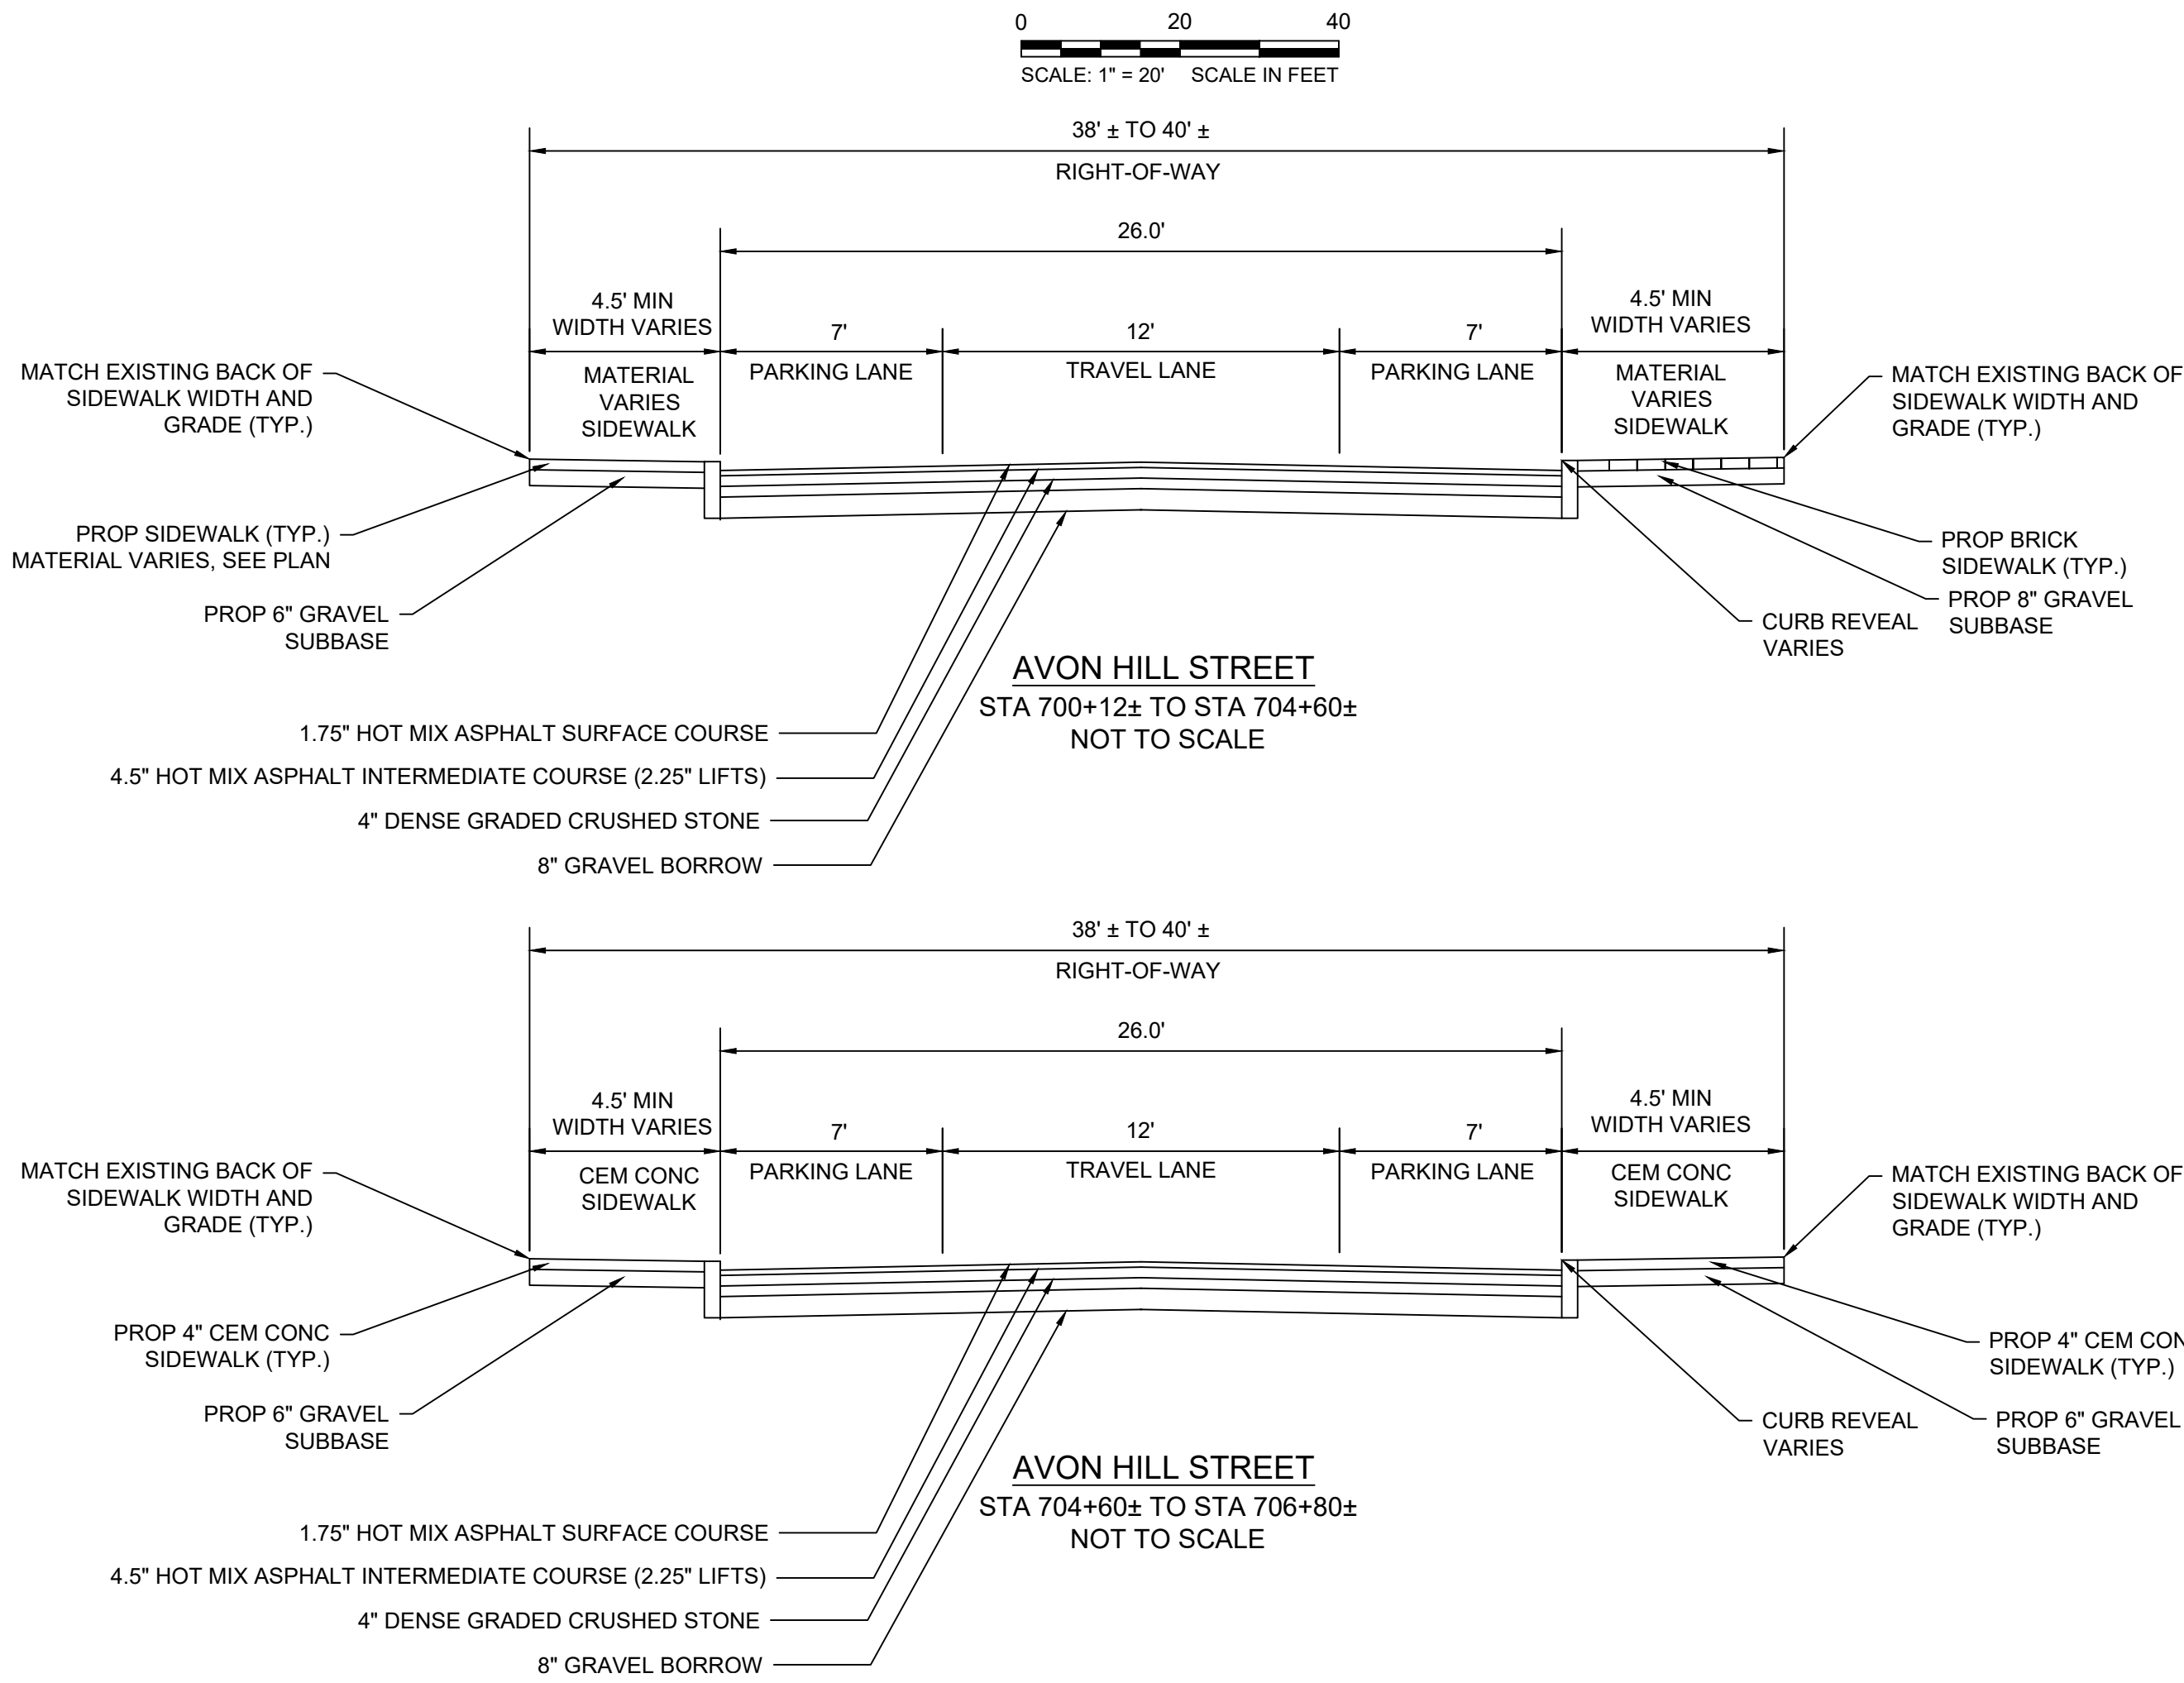 0 20 40
SCALE: 1" = 20' SCALE IN FEET
38' ± TO 40' ±
RIGHT-OF-WAY
26.0'
4.5' MIN
WIDTH VARIES
7'
12'
7'
4.5' MIN
WIDTH VARIES
MATERIAL
VARIES
SIDEWALK
PARKING LANE
TRAVEL LANE
PARKING LANE
MATERIAL
VARIES
SIDEWALK
MATCH EXISTING BACK OF
SIDEWALK WIDTH AND
GRADE (TYP.)
MATCH EXISTING BACK OF
SIDEWALK WIDTH AND
GRADE (TYP.)
PROP SIDEWALK (TYP.)
MATERIAL VARIES, SEE PLAN
PROP 6" GRAVEL
SUBBASE
PROP BRICK
SIDEWALK (TYP.)
PROP 8" GRAVEL
SUBBASE
CURB REVEAL
VARIES
AVON HILL STREET
STA 700+12± TO STA 704+60±
NOT TO SCALE
1.75" HOT MIX ASPHALT SURFACE COURSE
4.5" HOT MIX ASPHALT INTERMEDIATE COURSE (2.25" LIFTS)
4" DENSE GRADED CRUSHED STONE
8" GRAVEL BORROW
38' ± TO 40' ±
RIGHT-OF-WAY
26.0'
4.5' MIN
WIDTH VARIES
7'
12'
7'
4.5' MIN
WIDTH VARIES
CEM CONC
SIDEWALK
PARKING LANE
TRAVEL LANE
PARKING LANE
CEM CONC
SIDEWALK
MATCH EXISTING BACK OF
SIDEWALK WIDTH AND
GRADE (TYP.)
MATCH EXISTING BACK OF
SIDEWALK WIDTH AND
GRADE (TYP.)
PROP 4" CEM CONC
SIDEWALK (TYP.)
PROP 6" GRAVEL
SUBBASE
PROP 4" CEM CON
SIDEWALK (TYP.)
PROP 6" GRAVEL
SUBBASE
CURB REVEAL
VARIES
AVON HILL STREET
STA 704+60± TO STA 706+80±
NOT TO SCALE
1.75" HOT MIX ASPHALT SURFACE COURSE
4.5" HOT MIX ASPHALT INTERMEDIATE COURSE (2.25" LIFTS)
4" DENSE GRADED CRUSHED STONE
8" GRAVEL BORROW